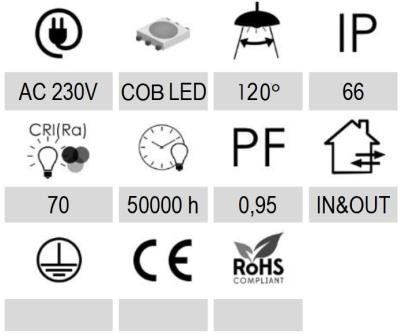 IP
AC 230V COB LED 120° 66
CRI(Ra) PF
70 50000 h 0,95 IN&OUT
CE RoHS
COMPLIANT